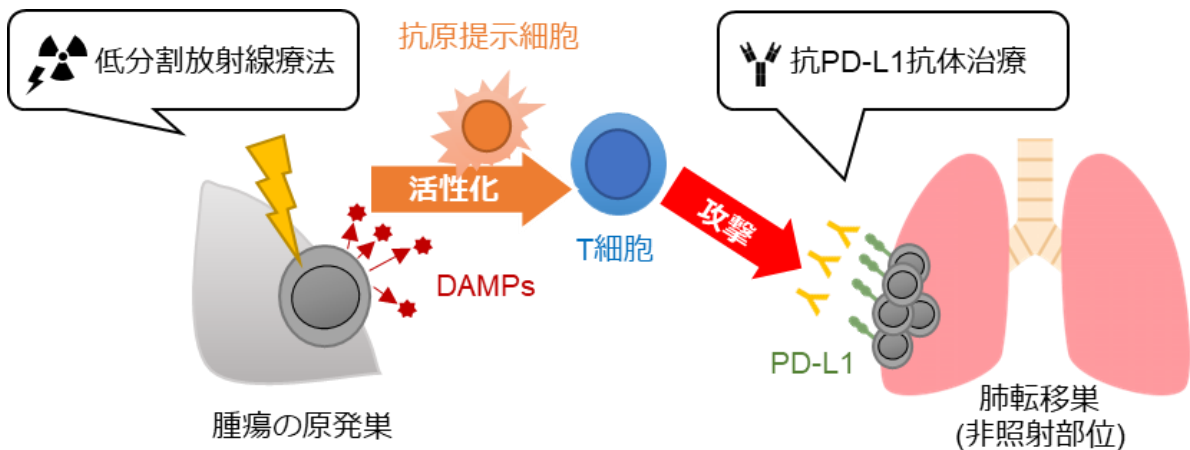 低分割放射線療法
抗原提示細胞
抗PD-L1抗体治療
活性化
攻撃
T細胞
DAMPs
PD-L1
腫瘍の原発巣
肺転移巣
(非照射部位)